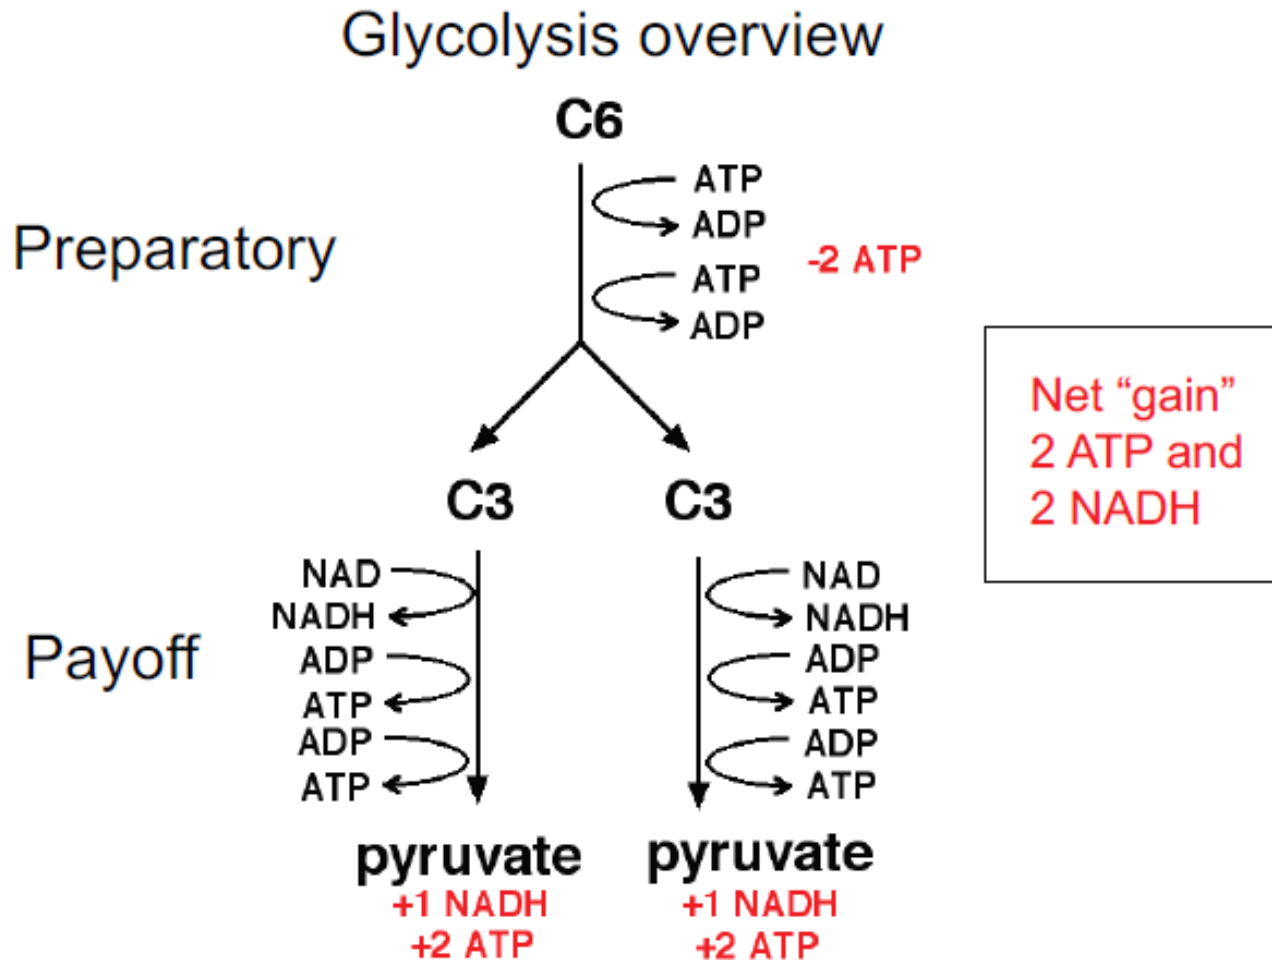 Glycolysis overview
C6
ATP
ADP
Preparatory
-2 ATP
ATP
ADP
Net “gain”
2 ATP and
2 NADH
C3 C3
NAD NAD
NADH NADH
Payoff
ADP ADP
ATP ATP
ADP ADP
ATP ATP
pyruvate pyruvate
+1 NADH +1 NADH
+2 ATP +2 ATP